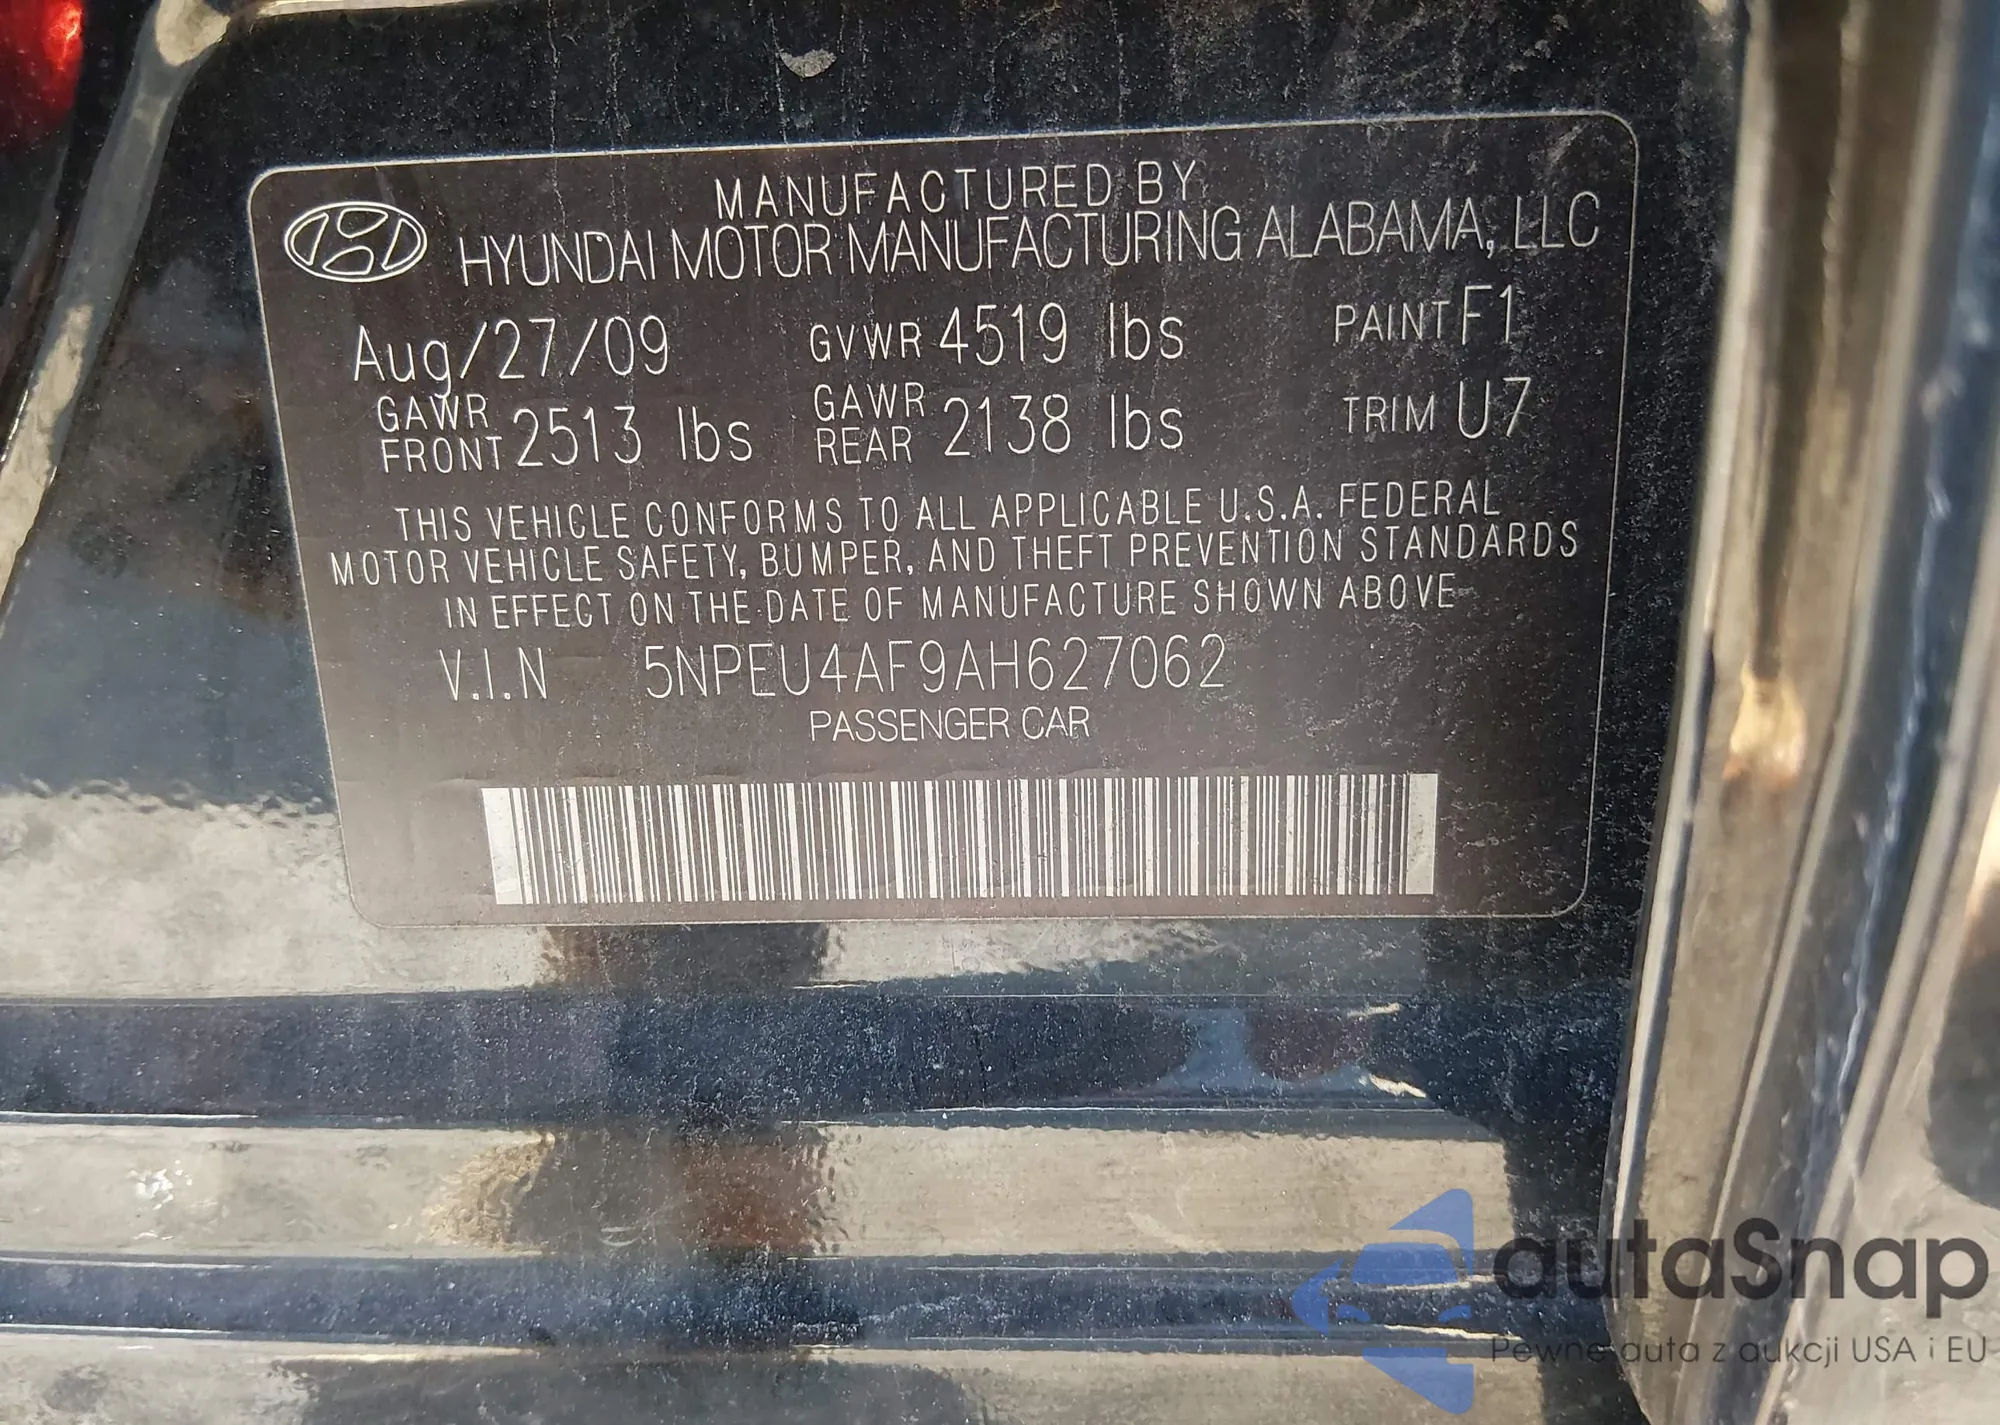 MANUFACTURED BY
HYUNDAI MOTOR MANUFACTURING ALABAMA, LLC
Aug/27/09 GVWR 4519 lbs PAINT F1
GAWR FRONT 2513 lbs GAWR REAR 2138 lbs TRIM U7
THIS VEHICLE CONFORMS TO ALL APPLICABLE U.S.A. FEDERAL
MOTOR VEHICLE SAFETY, BUMPER, AND THEFT PREVENTION STANDARDS
IN EFFECT ON THE DATE OF MANUFACTURE SHOWN ABOVE
V.I.N 5NPEU4AF9AH627062
PASSENGER CAR
autaSnap
Pewne auta z aukcji USA i EU